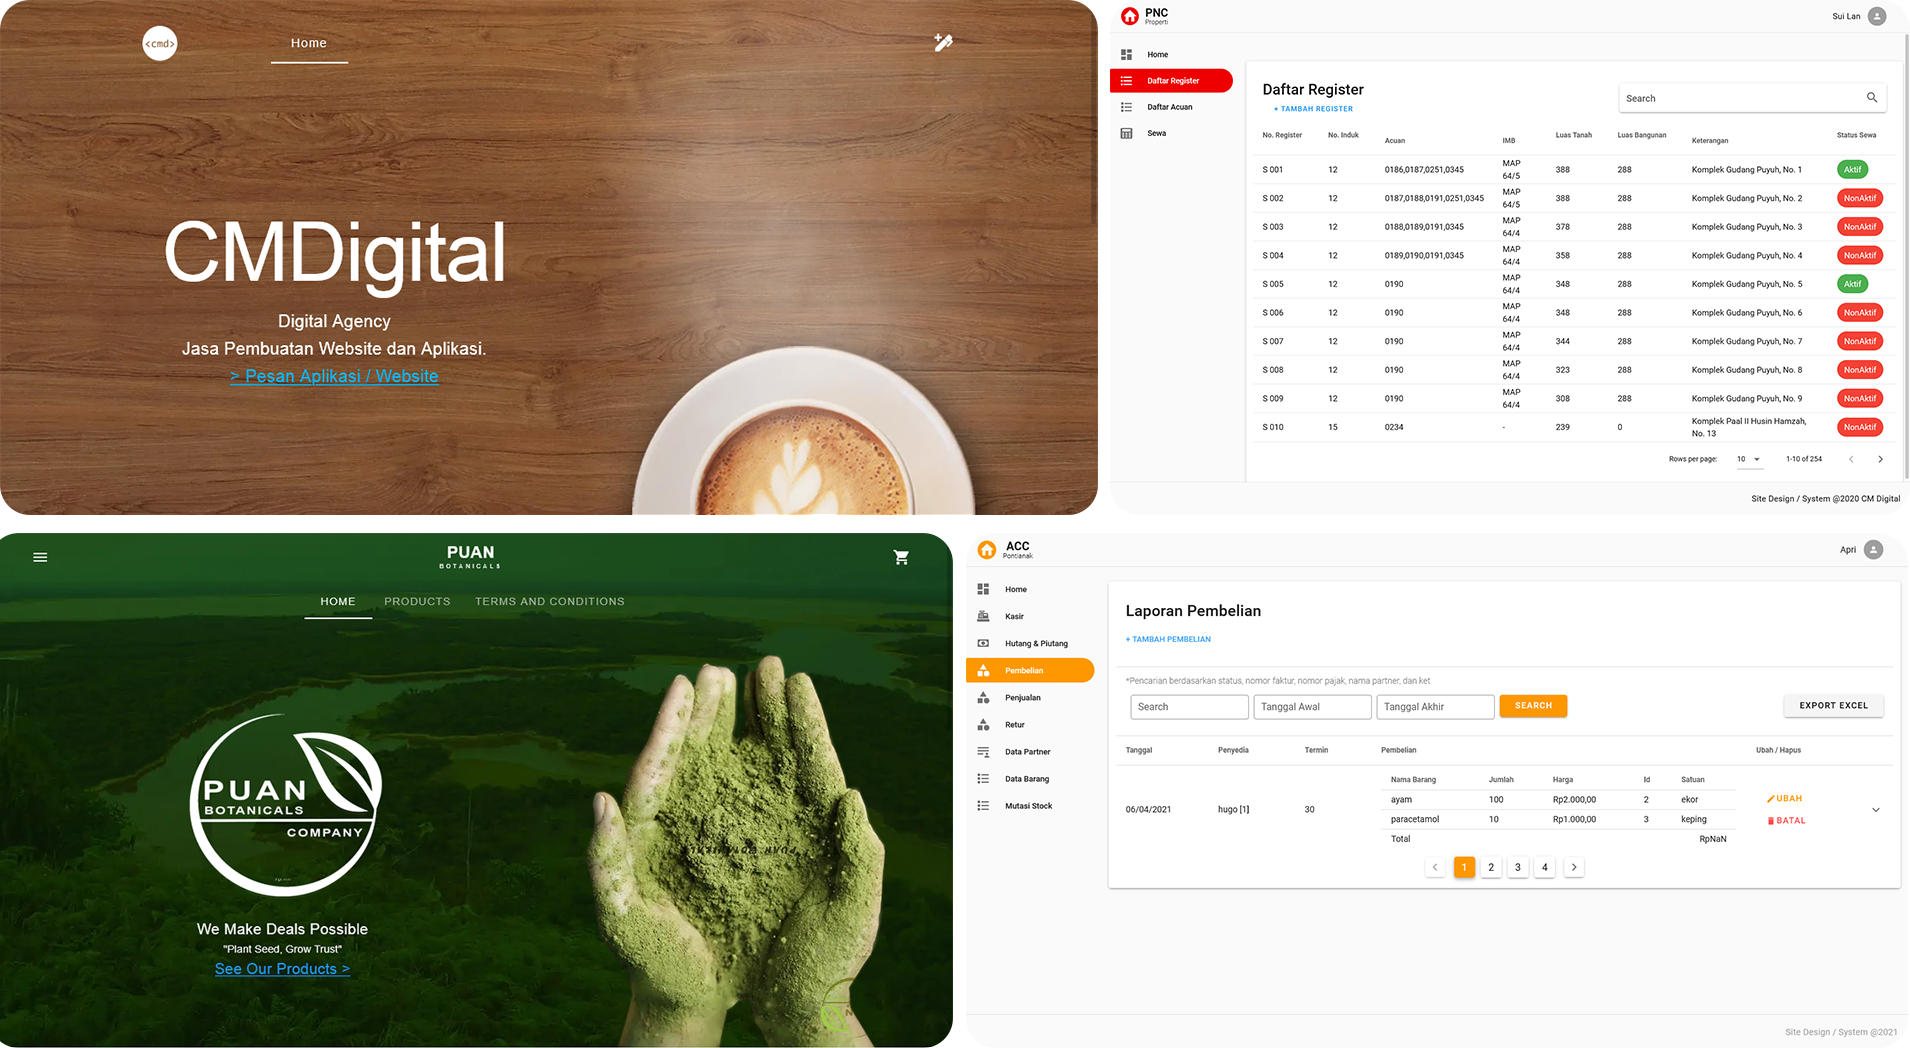 <cmd>
Home
CMDigital
Digital Agency
Jasa Pembuatan Website dan Aplikasi.
> Pesan Aplikasi / Website
PNC
Properti
Sui Lan
Home
Daftar Register
Daftar Acuan
Sewa
Daftar Register
+ TAMBAH REGISTER
Search
No. Register No. Induk Acuan IMB Luas Tanah Luas Bangunan Keterangan Status Sewa
S 001 12 0186,0187,0251,0345 MAP 64/5 388 288 Komplek Gudang Puyuh, No. 1 Aktif
S 002 12 0187,0188,0191,0251,0345 MAP 64/5 388 288 Komplek Gudang Puyuh, No. 2 NonAktif
S 003 12 0188,0189,0191,0345 MAP 64/4 378 288 Komplek Gudang Puyuh, No. 3 NonAktif
S 004 12 0189,0190,0191,0345 MAP 64/4 358 288 Komplek Gudang Puyuh, No. 4 NonAktif
S 005 12 0190 MAP 64/4 348 288 Komplek Gudang Puyuh, No. 5 Aktif
S 006 12 0190 MAP 64/4 348 288 Komplek Gudang Puyuh, No. 6 NonAktif
S 007 12 0190 MAP 64/4 344 288 Komplek Gudang Puyuh, No. 7 NonAktif
S 008 12 0190 MAP 64/4 323 288 Komplek Gudang Puyuh, No. 8 NonAktif
S 009 12 0190 MAP 64/4 308 288 Komplek Gudang Puyuh, No. 9 NonAktif
S 010 15 0234 - 239 0 Komplek Paal II Husin Hamzah, No. 13 NonAktif
Rows per page: 10 1-10 of 254
Site Design / System @2020 CM Digital
PUAN
BOTANICALS
HOME PRODUCTS TERMS AND CONDITIONS
PUAN
BOTANICALS
COMPANY
We Make Deals Possible
"Plant Seed, Grow Trust"
See Our Products >
ACC
Pontianak
Apri
Home
Kasir
Hutang & Piutang
Pembelian
Penjualan
Retur
Data Partner
Data Barang
Mutasi Stock
Laporan Pembelian
+ TAMBAH PEMBELIAN
*Pencarian berdasarkan status, nomor faktur, nomor pajak, nama partner, dan ket
Search Tanggal Awal Tanggal Akhir SEARCH EXPORT EXCEL
Tanggal Penyedia Termin Pembelian Ubah / Hapus
Nama Barang Jumlah Harga Id Satuan
ayam 100 Rp2.000,00 2 ekor
06/04/2021 hugo [1] 30
paracetamol 10 Rp1.000,00 3 keping
Total RpNaN
UBAH
BATAL
1 2 3 4
Site Design / System @2021